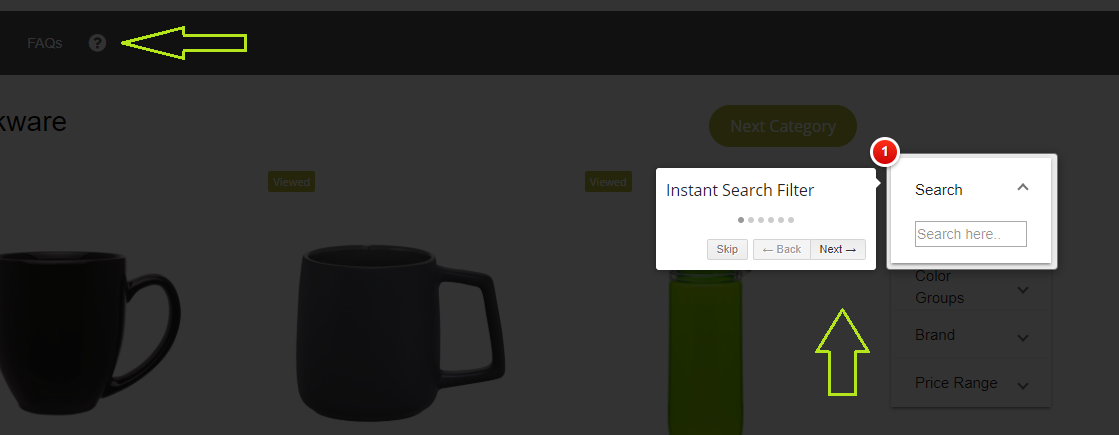 FAQs ?
kware
Next Category
Viewed
Viewed
1
Instant Search Filter
Skip
← Back
Next →
Search
Search here..
Color
Groups
Brand
Price Range